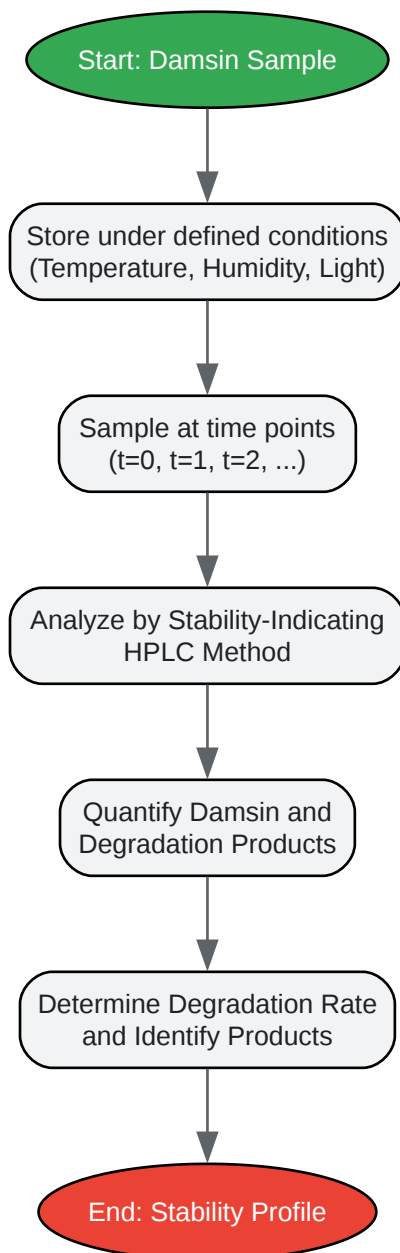 Start: Damsin Sample
Store under defined conditions
(Temperature, Humidity, Light)
Sample at time points
(t=0, t=1, t=2, ...)
Analyze by Stability-Indicating
HPLC Method
Quantify Damsin and
Degradation Products
Determine Degradation Rate
and Identify Products
End: Stability Profile